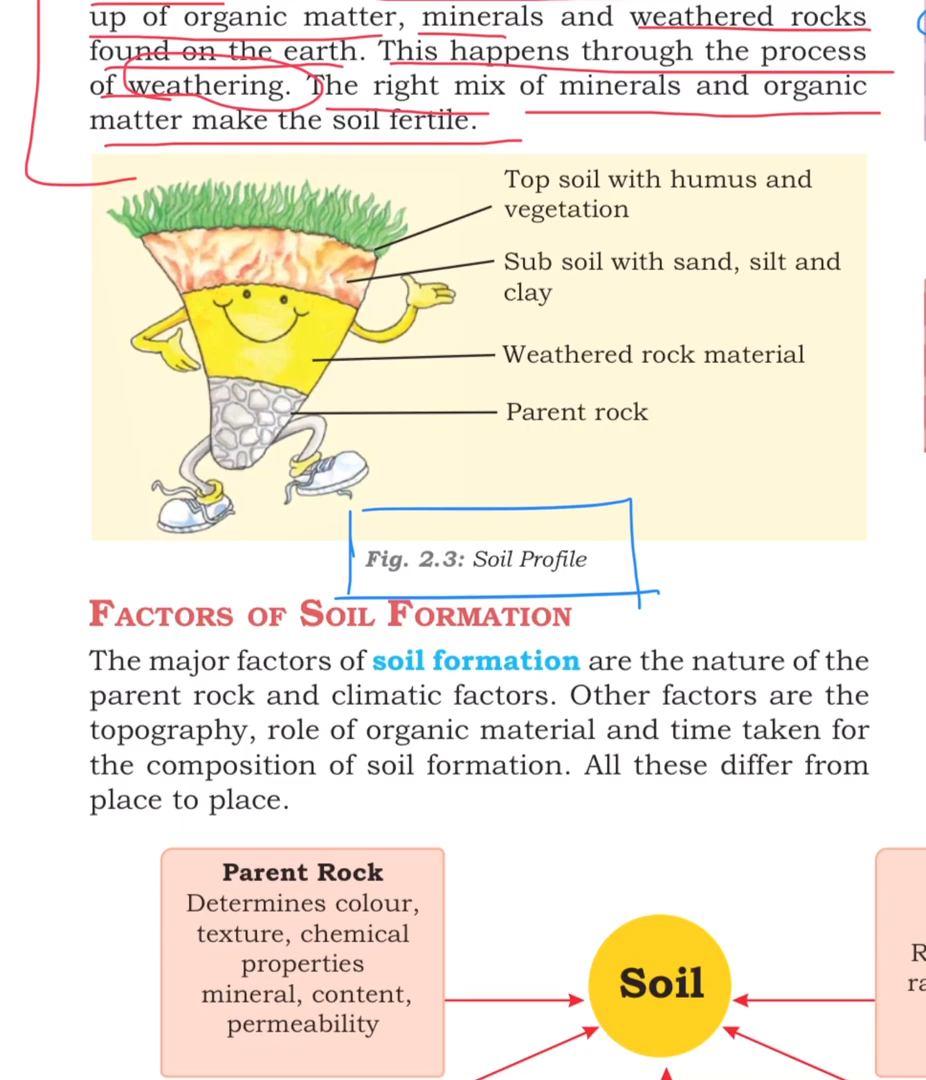 up of organic matter, minerals and weathered rocks
found on the earth. This happens through the process
of weathering. The right mix of minerals and organic
matter make the soil fertile.
Top soil with humus and
vegetation
Sub soil with sand, silt and
clay
Weathered rock material
Parent rock
Fig. 2.3: Soil Profile
FACTORS OF SOIL FORMATION
The major factors of soil formation are the nature of the
parent rock and climatic factors. Other factors are the
topography, role of organic material and time taken for
the composition of soil formation. All these differ from
place to place.
Parent Rock
Determines colour,
texture, chemical
properties
mineral, content,
permeability
Soil